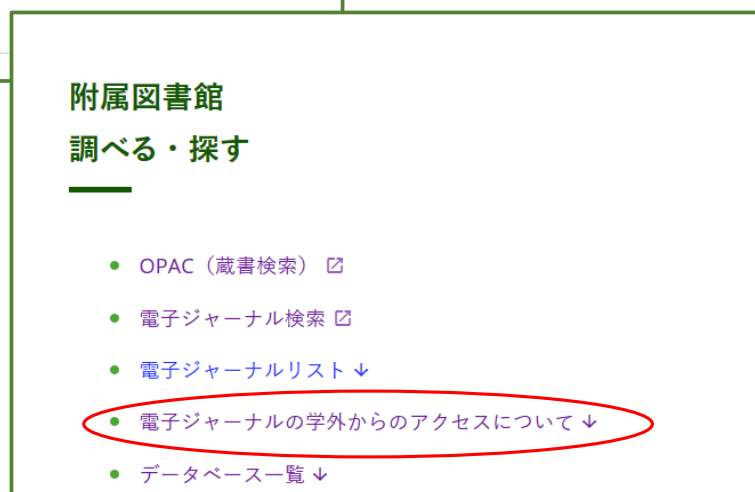 附属図書館
調べる・探す
OPAC（蔵書検索）
電子ジャーナル検索
電子ジャーナルリスト ↓
電子ジャーナルの学外からのアクセスについて ↓
データベース一覧 ↓